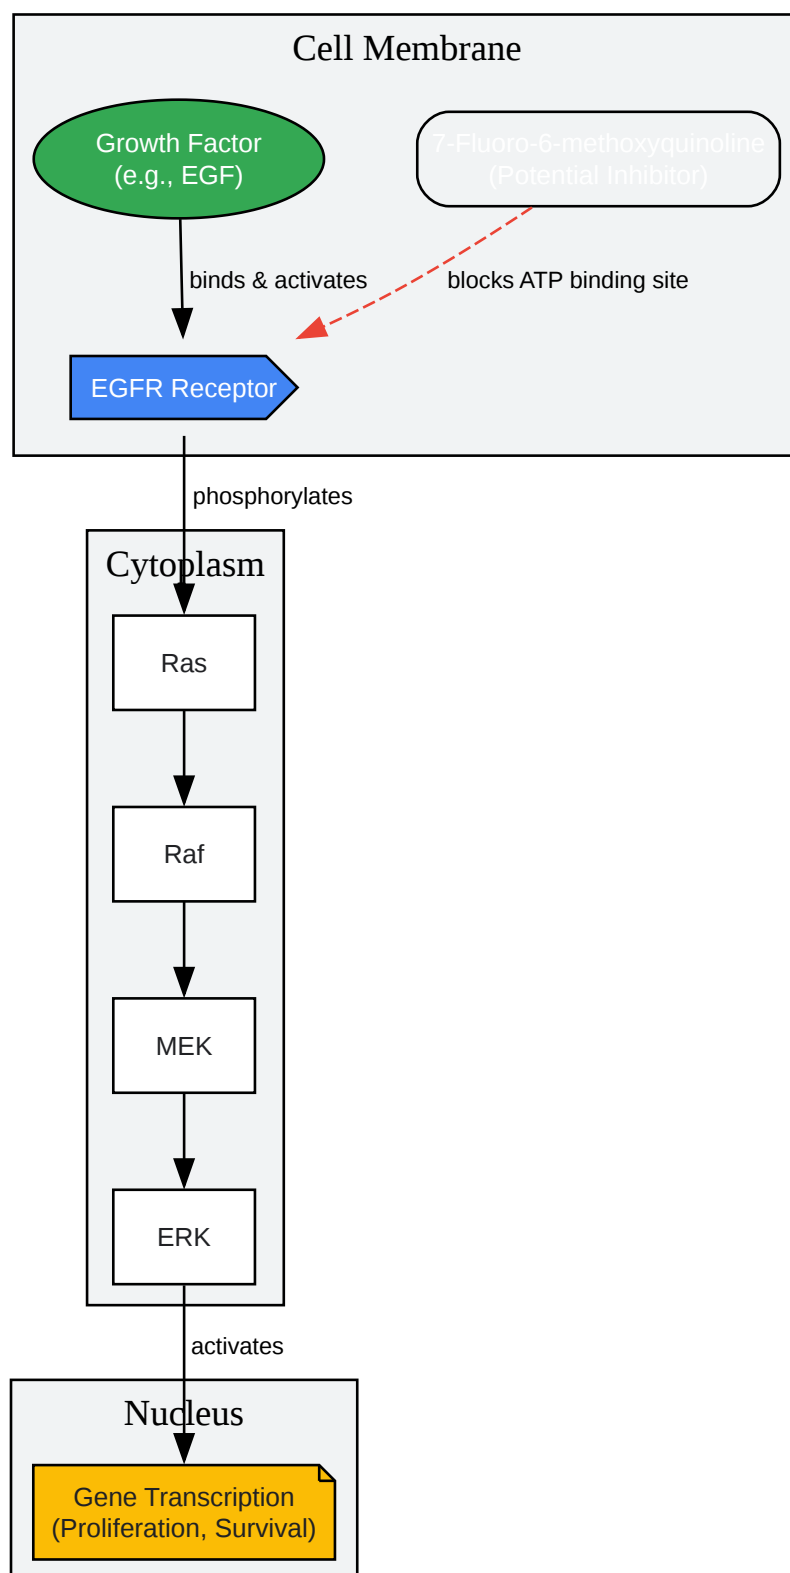 Cell Membrane
Growth Factor
(e.g., EGF)
7-Fluoro-6-methoxyquinoline
(Potential Inhibitor)
binds & activates
blocks ATP binding site
EGFR Receptor
phosphorylates
Cytoplasm
Ras
Raf
MEK
ERK
activates
Nucleus
Gene Transcription
(Proliferation, Survival)